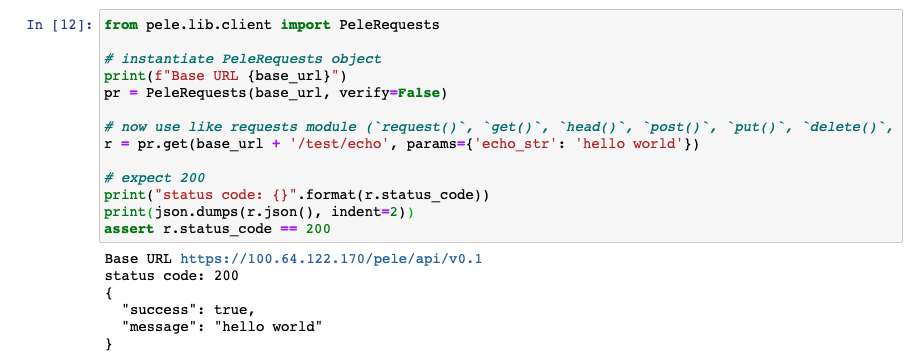 In [12]: from pele.lib.client import PeleRequests
# instantiate PeleRequests object
print(f"Base URL {base_url}")
pr = PeleRequests(base_url, verify=False)
# now use like requests module (`request()`, `get()`, `head()`, `post()`, `put()`, `delete()`,
r = pr.get(base_url + '/test/echo', params={'echo_str': 'hello world'})
# expect 200
print("status code: {}".format(r.status_code))
print(json.dumps(r.json(), indent=2))
assert r.status_code == 200
Base URL https://100.64.122.170/pele/api/v0.1
status code: 200
{
  "success": true,
  "message": "hello world"
}